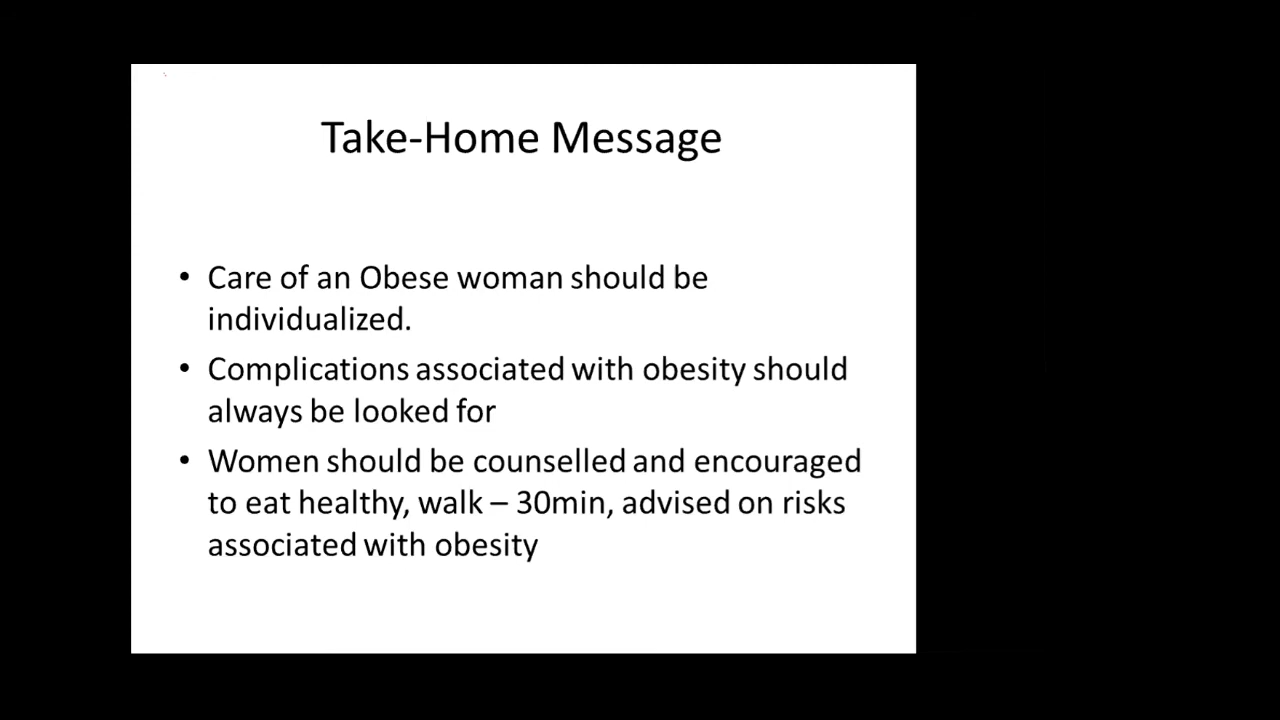 Take-Home Message
• Care of an Obese woman should be
individualized.
• Complications associated with obesity should
always be looked for
• Women should be counselled and encouraged
to eat healthy, walk – 30min, advised on risks
associated with obesity